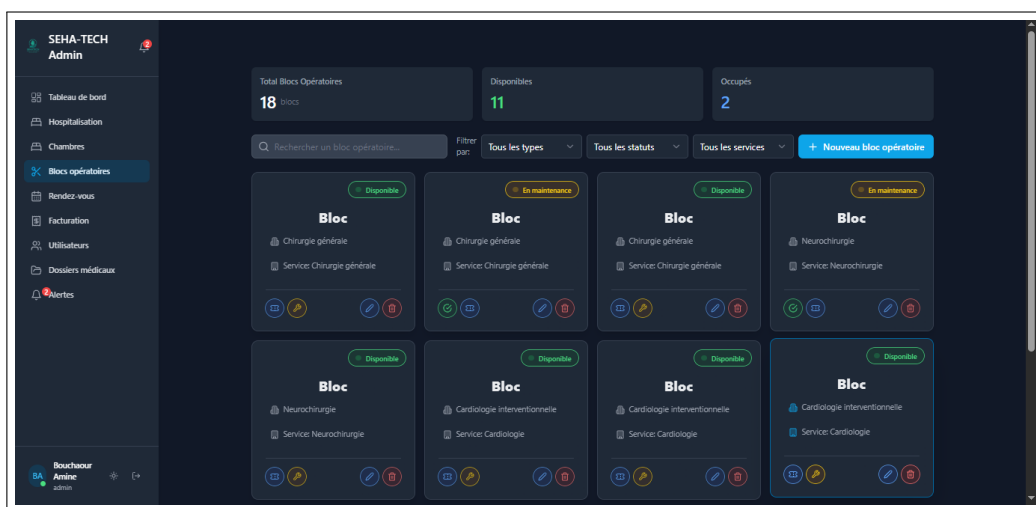 SEHA-TECH
Admin
2
Tableau de bord
Hospitalisation
Chambres
Blocs opératoires
Rendez-vous
Facturation
Utilisateurs
Dossiers médicaux
2
Alertes
BA
Bouchaour
Amine
admin
Total Blocs Opératoires
18 blocs
Disponibles
11
Occupés
2
Rechercher un bloc opératoire...
Filtrer
par:
Tous les types
Tous les statuts
Tous les services
+ Nouveau bloc opératoire
Disponible
Bloc
Chirurgie générale
Service: Chirurgie générale
En maintenance
Bloc
Chirurgie générale
Service: Chirurgie générale
Disponible
Bloc
Chirurgie générale
Service: Chirurgie générale
En maintenance
Bloc
Neurochirurgie
Service: Neurochirurgie
Disponible
Bloc
Neurochirurgie
Service: Neurochirurgie
Disponible
Bloc
Cardiologie interventionnelle
Service: Cardiologie
Disponible
Bloc
Cardiologie interventionnelle
Service: Cardiologie
Disponible
Bloc
Cardiologie interventionnelle
Service: Cardiologie